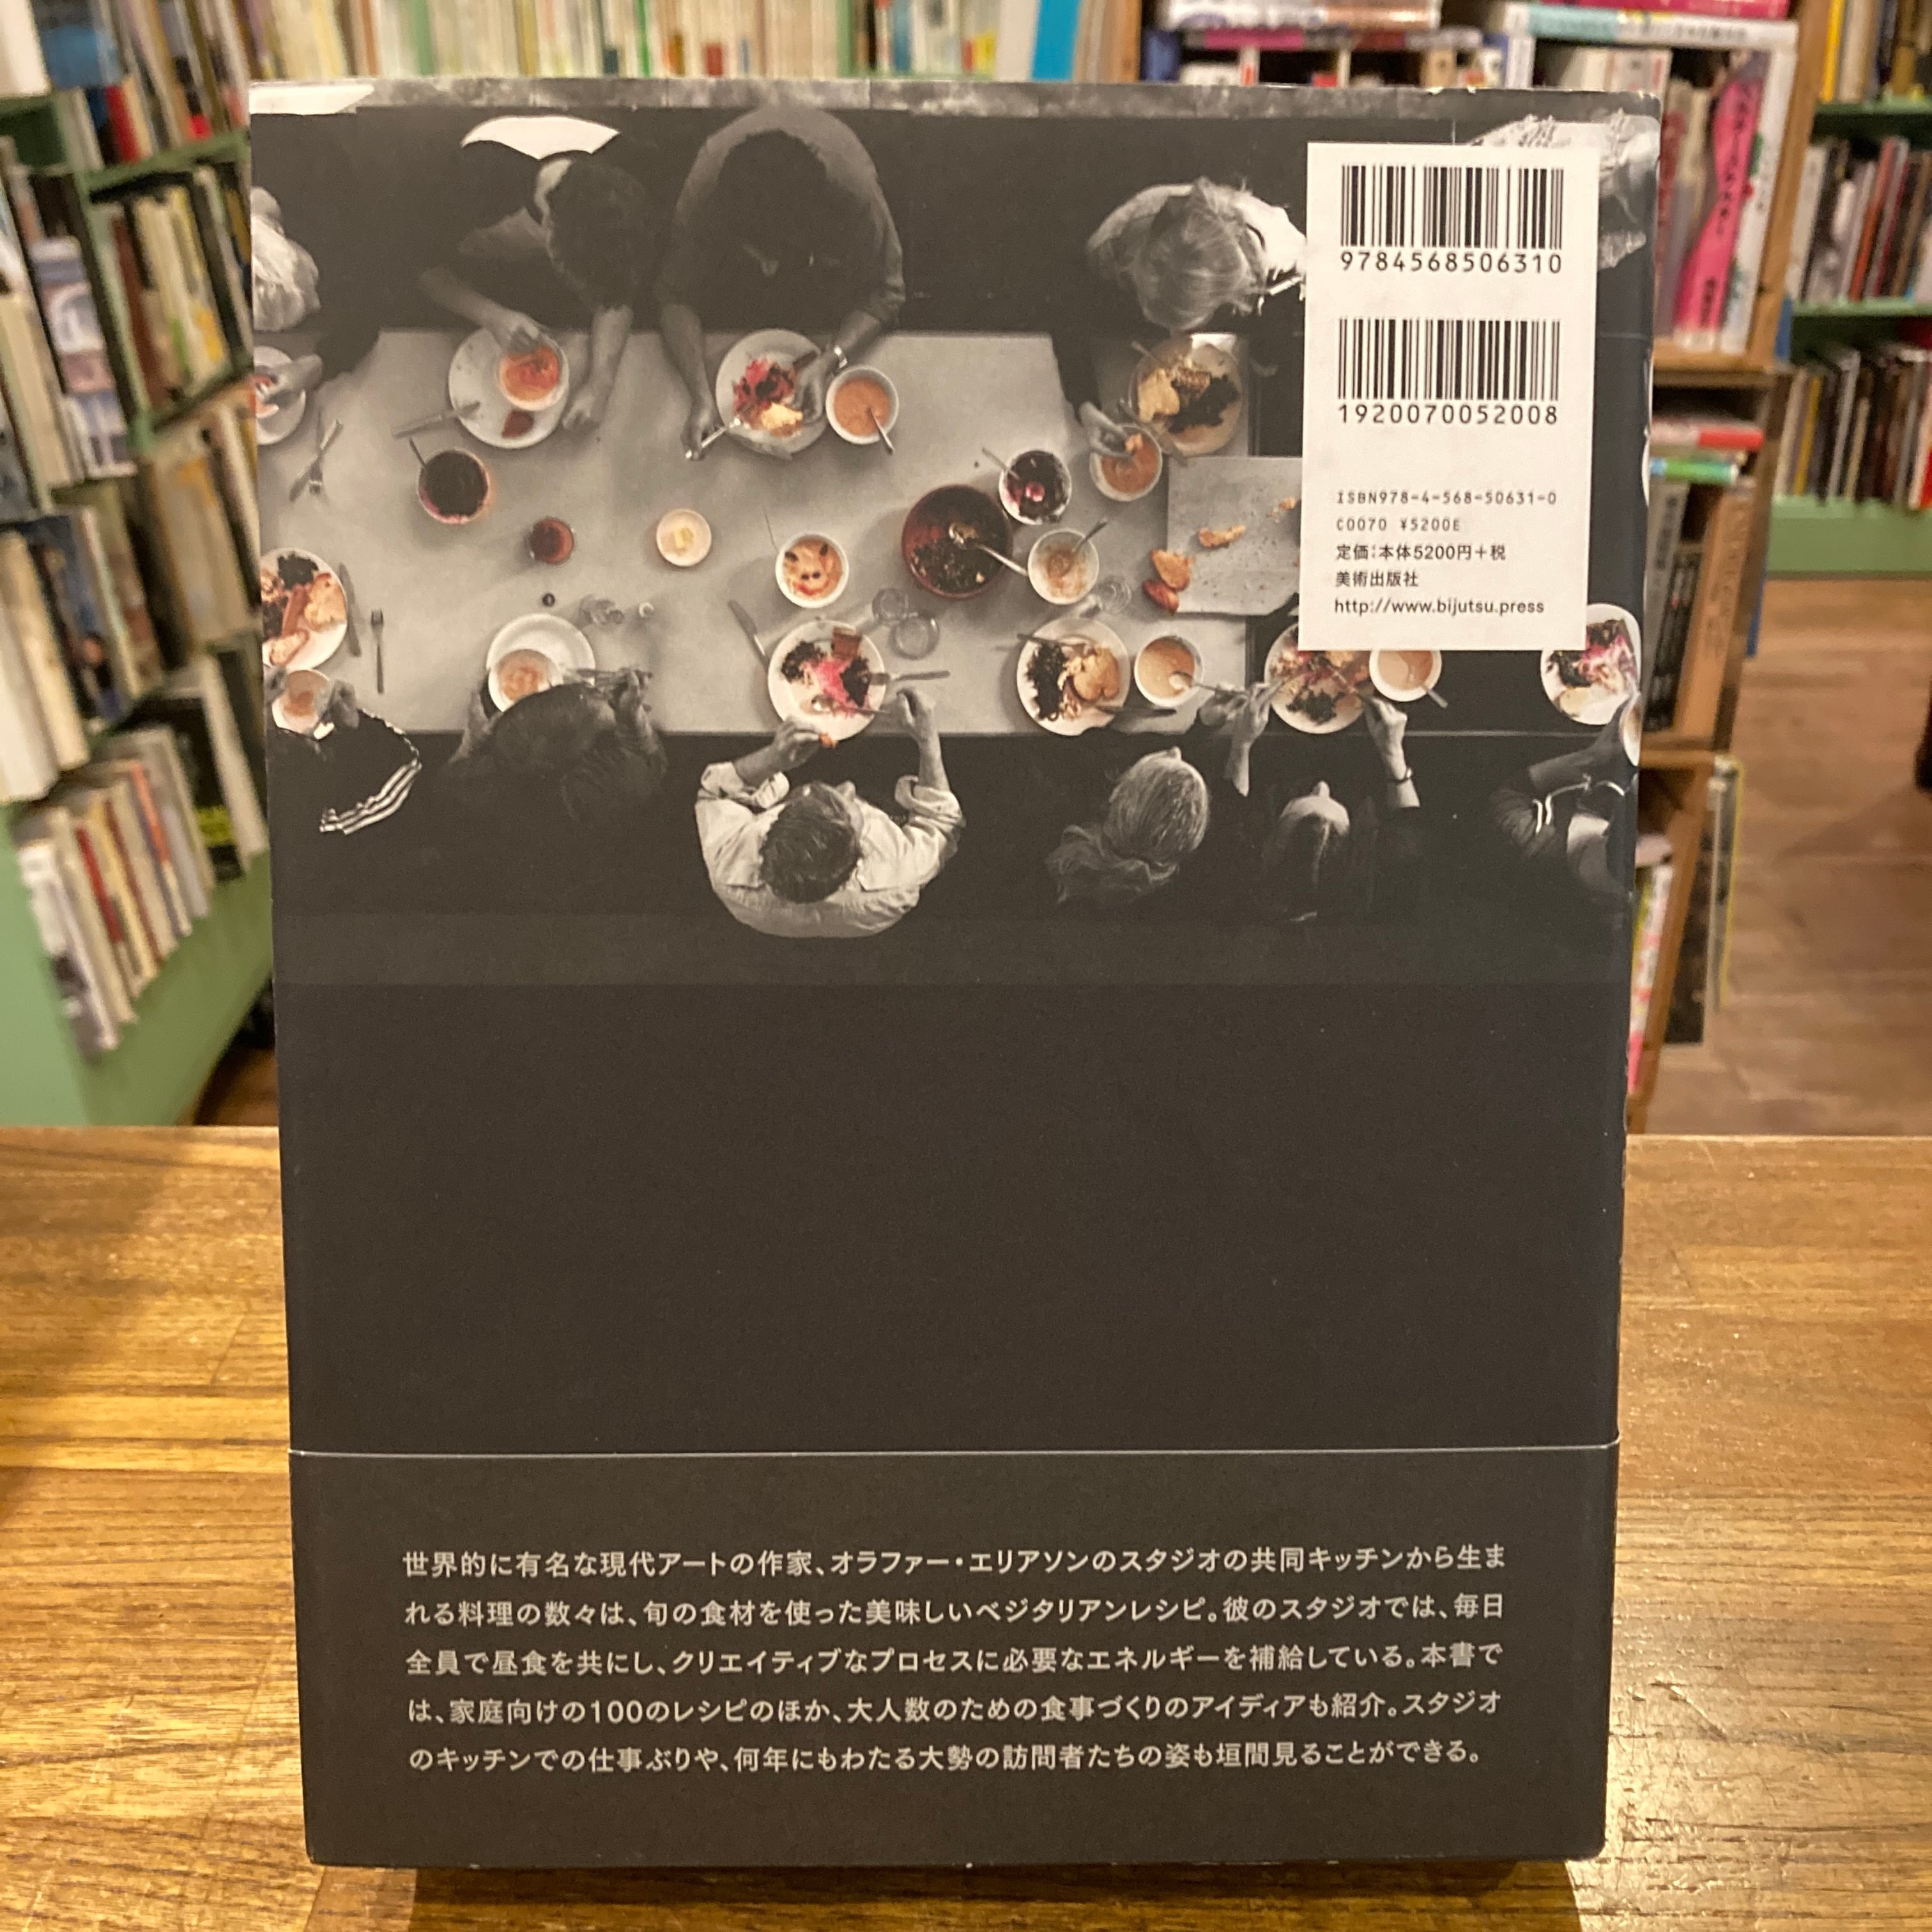 9784568506310
1920070052008
ISBN978-4-568-50631-0
C0070 ¥5200E
定価:本体5200円+税
美術出版社
http://www.bijutsu.press
世界的に有名な現代アートの作家、オラファー・エリアソンのスタジオの共同キッチンから生ま
れる料理の数々は、旬の食材を使った美味しいベジタリアンレシピ。彼のスタジオでは、毎日
全員で昼食を共にし、クリエイティブなプロセスに必要なエネルギーを補給している。本書で
は、家庭向けの100のレシピのほか、大人数のための食事づくりのアイディアも紹介。スタジオ
のキッチンでの仕事ぶりや、何年にもわたる大勢の訪問者たちの姿も垣間見ることができる。